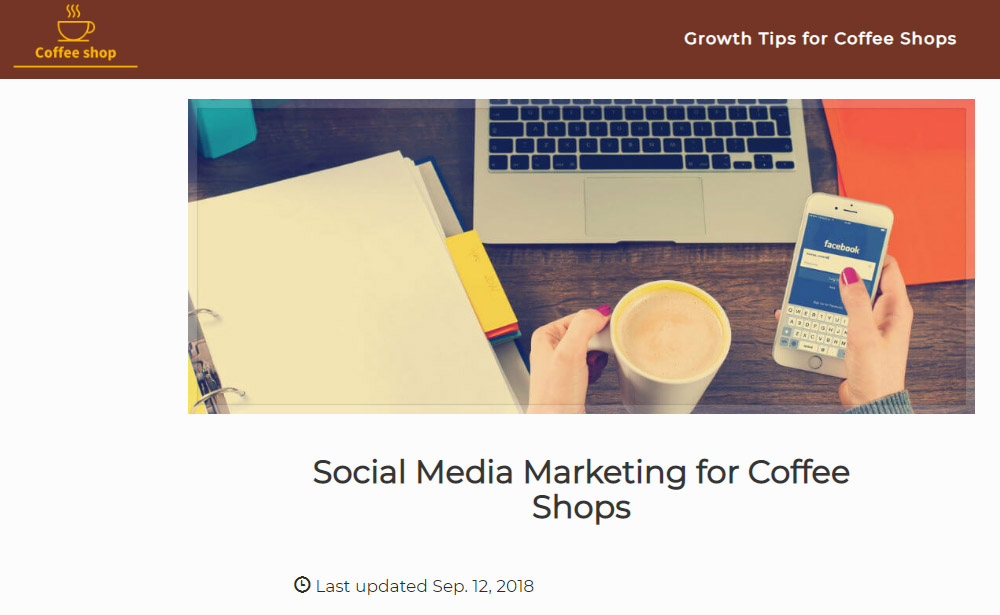 Coffee shop
Growth Tips for Coffee Shops
facebook
Social Media Marketing for Coffee
Shops
Last updated Sep. 12, 2018